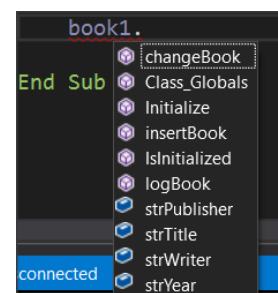 book1.
changeBook
End Sub
Class_Globals
Initialize
insertBook
IsInitialized
logBook
strPublisher
strTitle
strWriter
connected
strYear